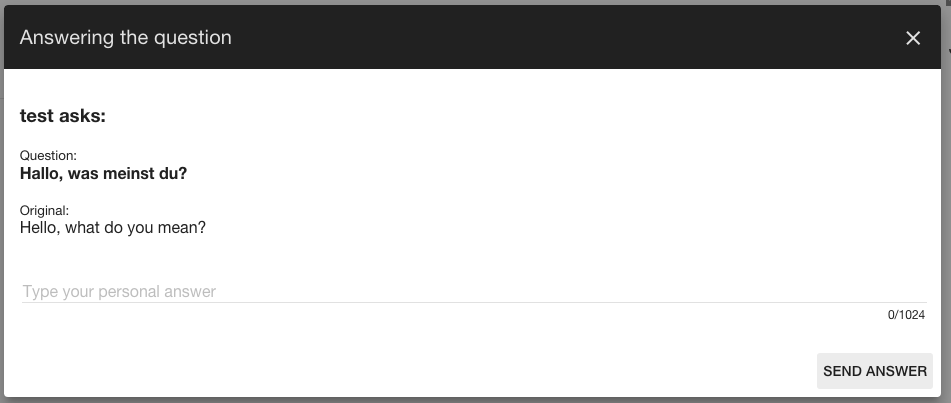 Answering the question
test asks:
Question:
Hallo, was meinst du?
Original:
Hello, what do you mean?
Type your personal answer
0/1024
SEND ANSWER